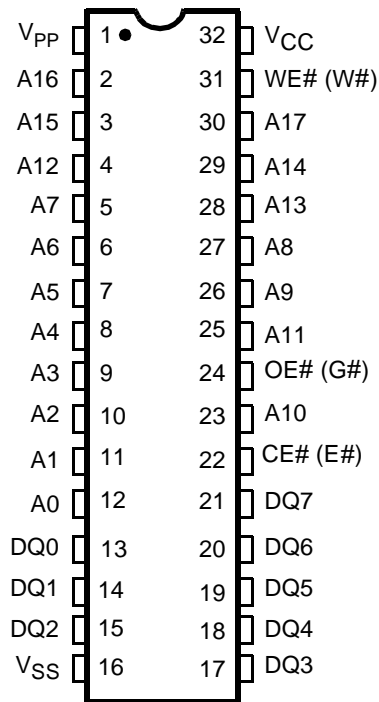 VPP 1 32 VCC
A16 2 31 WE# (W#)
A15 3 30 A17
A12 4 29 A14
A7 5 28 A13
A6 6 27 A8
A5 7 26 A9
A4 8 25 A11
A3 9 24 OE# (G#)
A2 10 23 A10
A1 11 22 CE# (E#)
A0 12 21 DQ7
DQ0 13 20 DQ6
DQ1 14 19 DQ5
DQ2 15 18 DQ4
VSS 16 17 DQ3